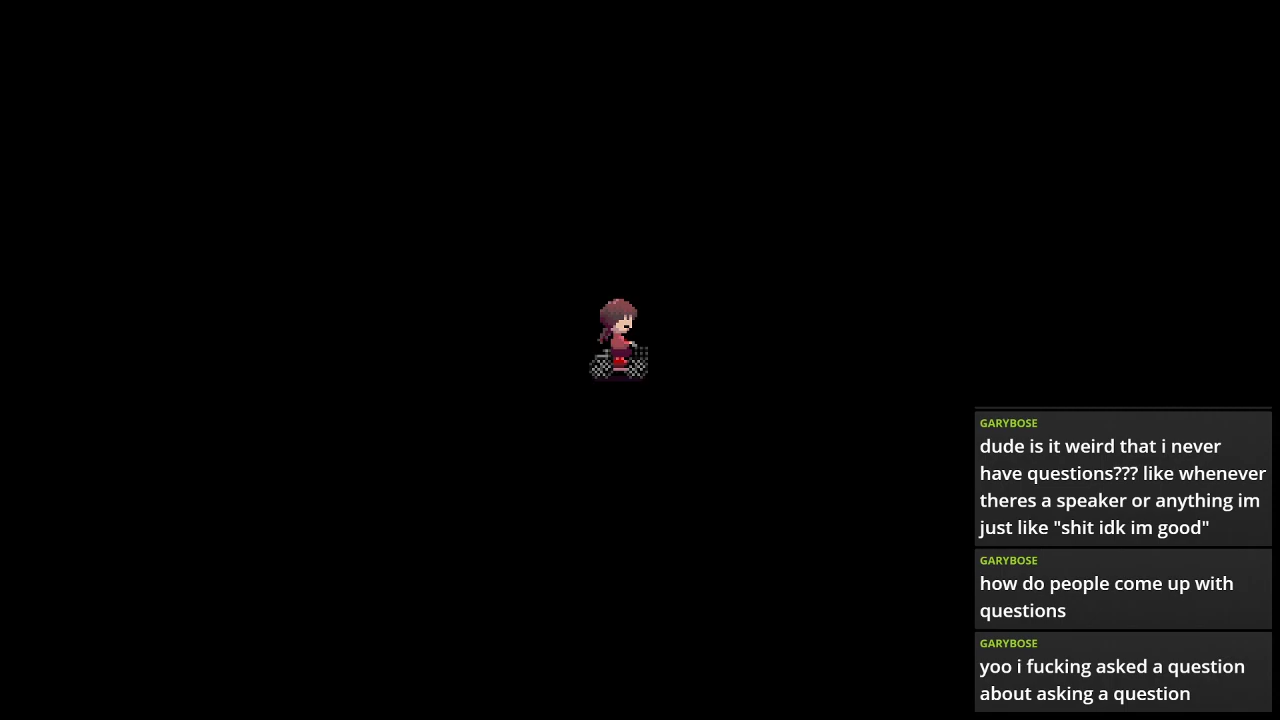 GARYBOSE
dude is it weird that i never
have questions??? like whenever
theres a speaker or anything im
just like "shit idk im good"
GARYBOSE
how do people come up with
questions
GARYBOSE
yoo i fucking asked a question
about asking a question